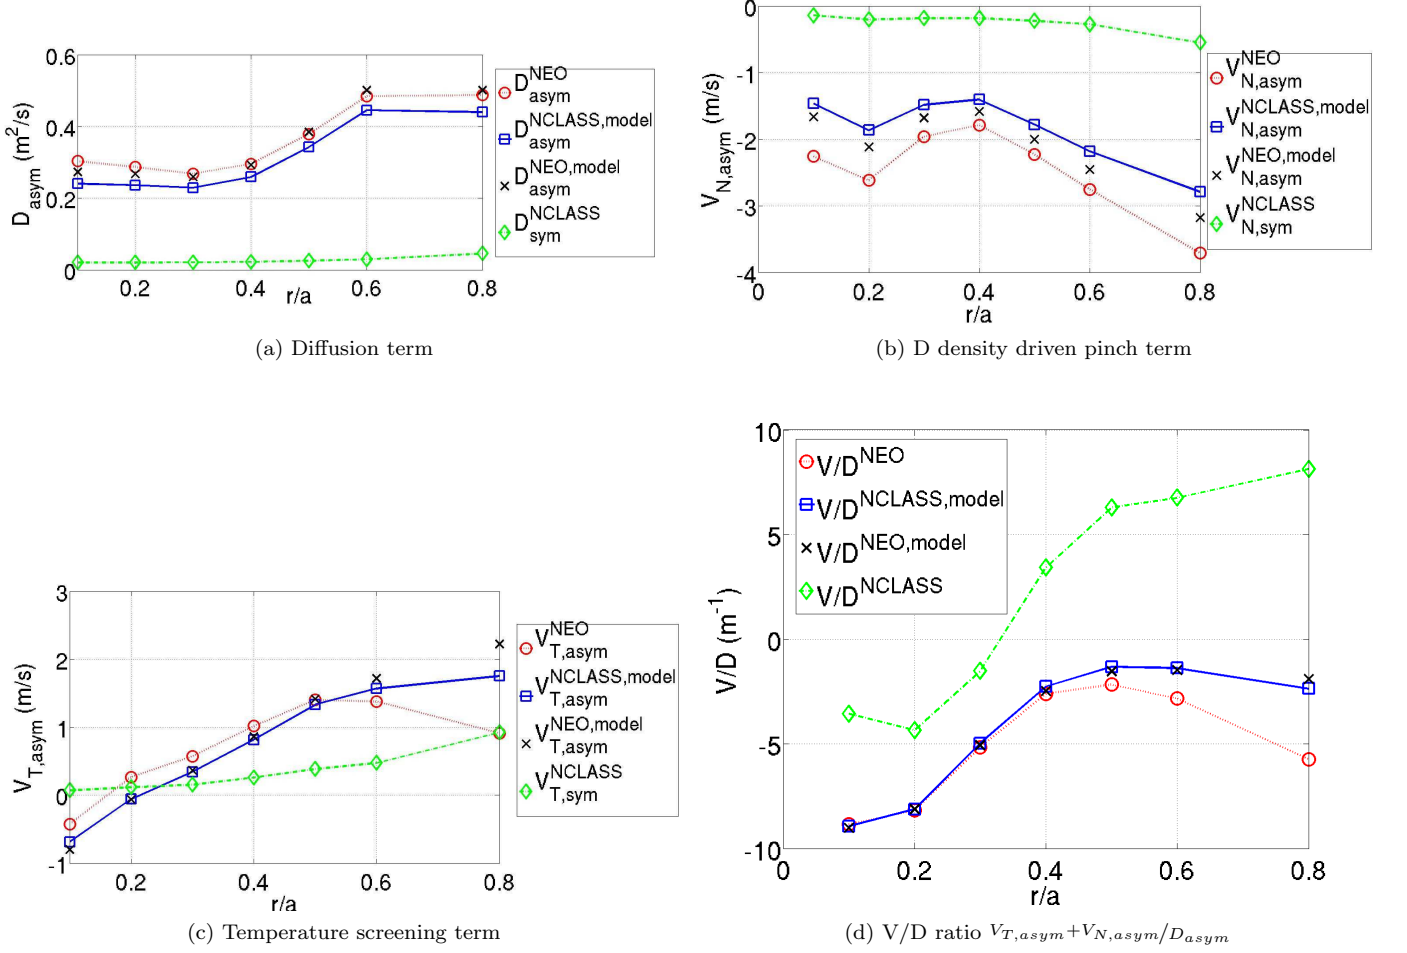 0.6
0.4
0.2
0
D_asym (m²/s)
0.2
0.4
0.6
0.8
r/a
D^NEO_asym
D^NCLASS,model_asym
D^NEO,model_asym
D^NCLASS_sym
(a) Diffusion term
0
-1
-2
-3
-4
V_N,asym (m/s)
0
0.2
0.4
0.6
0.8
r/a
V^NEO_N,asym
V^NCLASS,model_N,asym
V^NEO,model_N,asym
V^NCLASS_N,sym
(b) D density driven pinch term
3
2
1
0
-1
V_T,asym (m/s)
0.2
0.4
0.6
0.8
r/a
V^NEO_T,asym
V^NCLASS,model_T,asym
V^NEO,model_T,asym
V^NCLASS_T,sym
(c) Temperature screening term
10
5
0
-5
-10
V/D (m⁻¹)
0
0.2
0.4
0.6
0.8
r/a
V/D^NEO
V/D^NCLASS,model
V/D^NEO,model
V/D^NCLASS
(d) V/D ratio V_T,asym+V_N,asym/D_asym